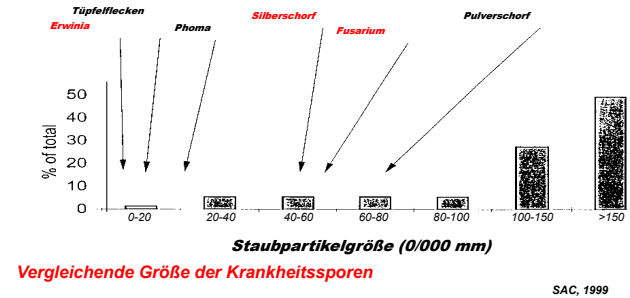 Tüpfelflecken
Erwinia
Phoma
Silberschorf
Fusarium
Pulverschorf
% of total
50
40
30
20
10
0
0-20 20-40 40-60 60-80 80-100 100-150 >150
Staubpartikelgröße (0/000 mm)
Vergleichende Größe der Krankheitssporen
SAC, 1999